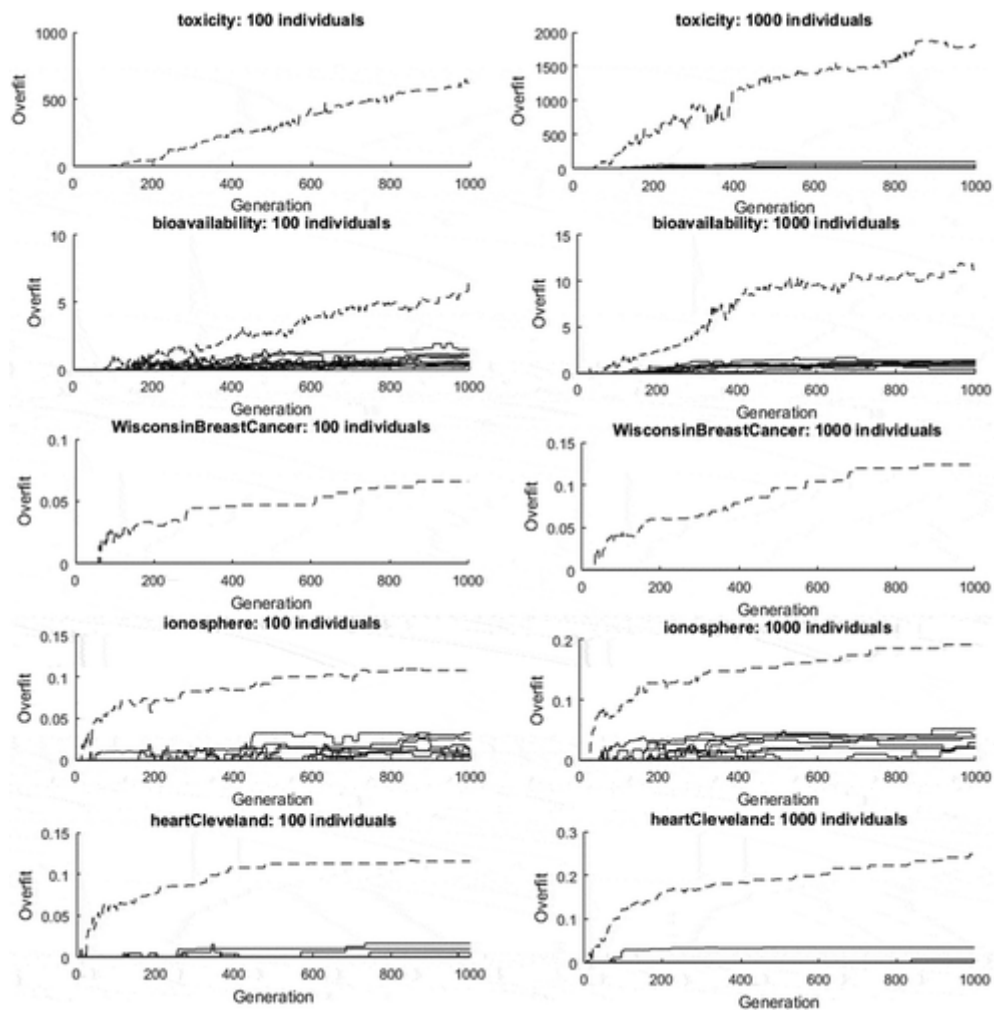 toxicity: 100 individuals
1000
500
0
Overfit
0 200 400 600 800 1000
Generation
toxicity: 1000 individuals
2000
1500
1000
500
0
Overfit
0 200 400 600 800 1000
Generation
bioavailability: 100 individuals
10
5
0
Overfit
0 200 400 600 800 1000
Generation
bioavailability: 1000 individuals
15
10
5
0
Overfit
0 200 400 600 800 1000
Generation
WisconsinBreastCancer: 100 individuals
0.1
0.05
0
Overfit
0 200 400 600 800 1000
Generation
WisconsinBreastCancer: 1000 individuals
0.15
0.1
0.05
0
Overfit
0 200 400 600 800 1000
Generation
ionosphere: 100 individuals
0.15
0.1
0.05
0
Overfit
0 200 400 600 800 1000
Generation
ionosphere: 1000 individuals
0.2
0.1
0
Overfit
0 200 400 600 800 1000
Generation
heartCleveland: 100 individuals
0.15
0.1
0.05
0
Overfit
0 200 400 600 800 1000
Generation
heartCleveland: 1000 individuals
0.3
0.2
0.1
0
Overfit
0 200 400 600 800 1000
Generation